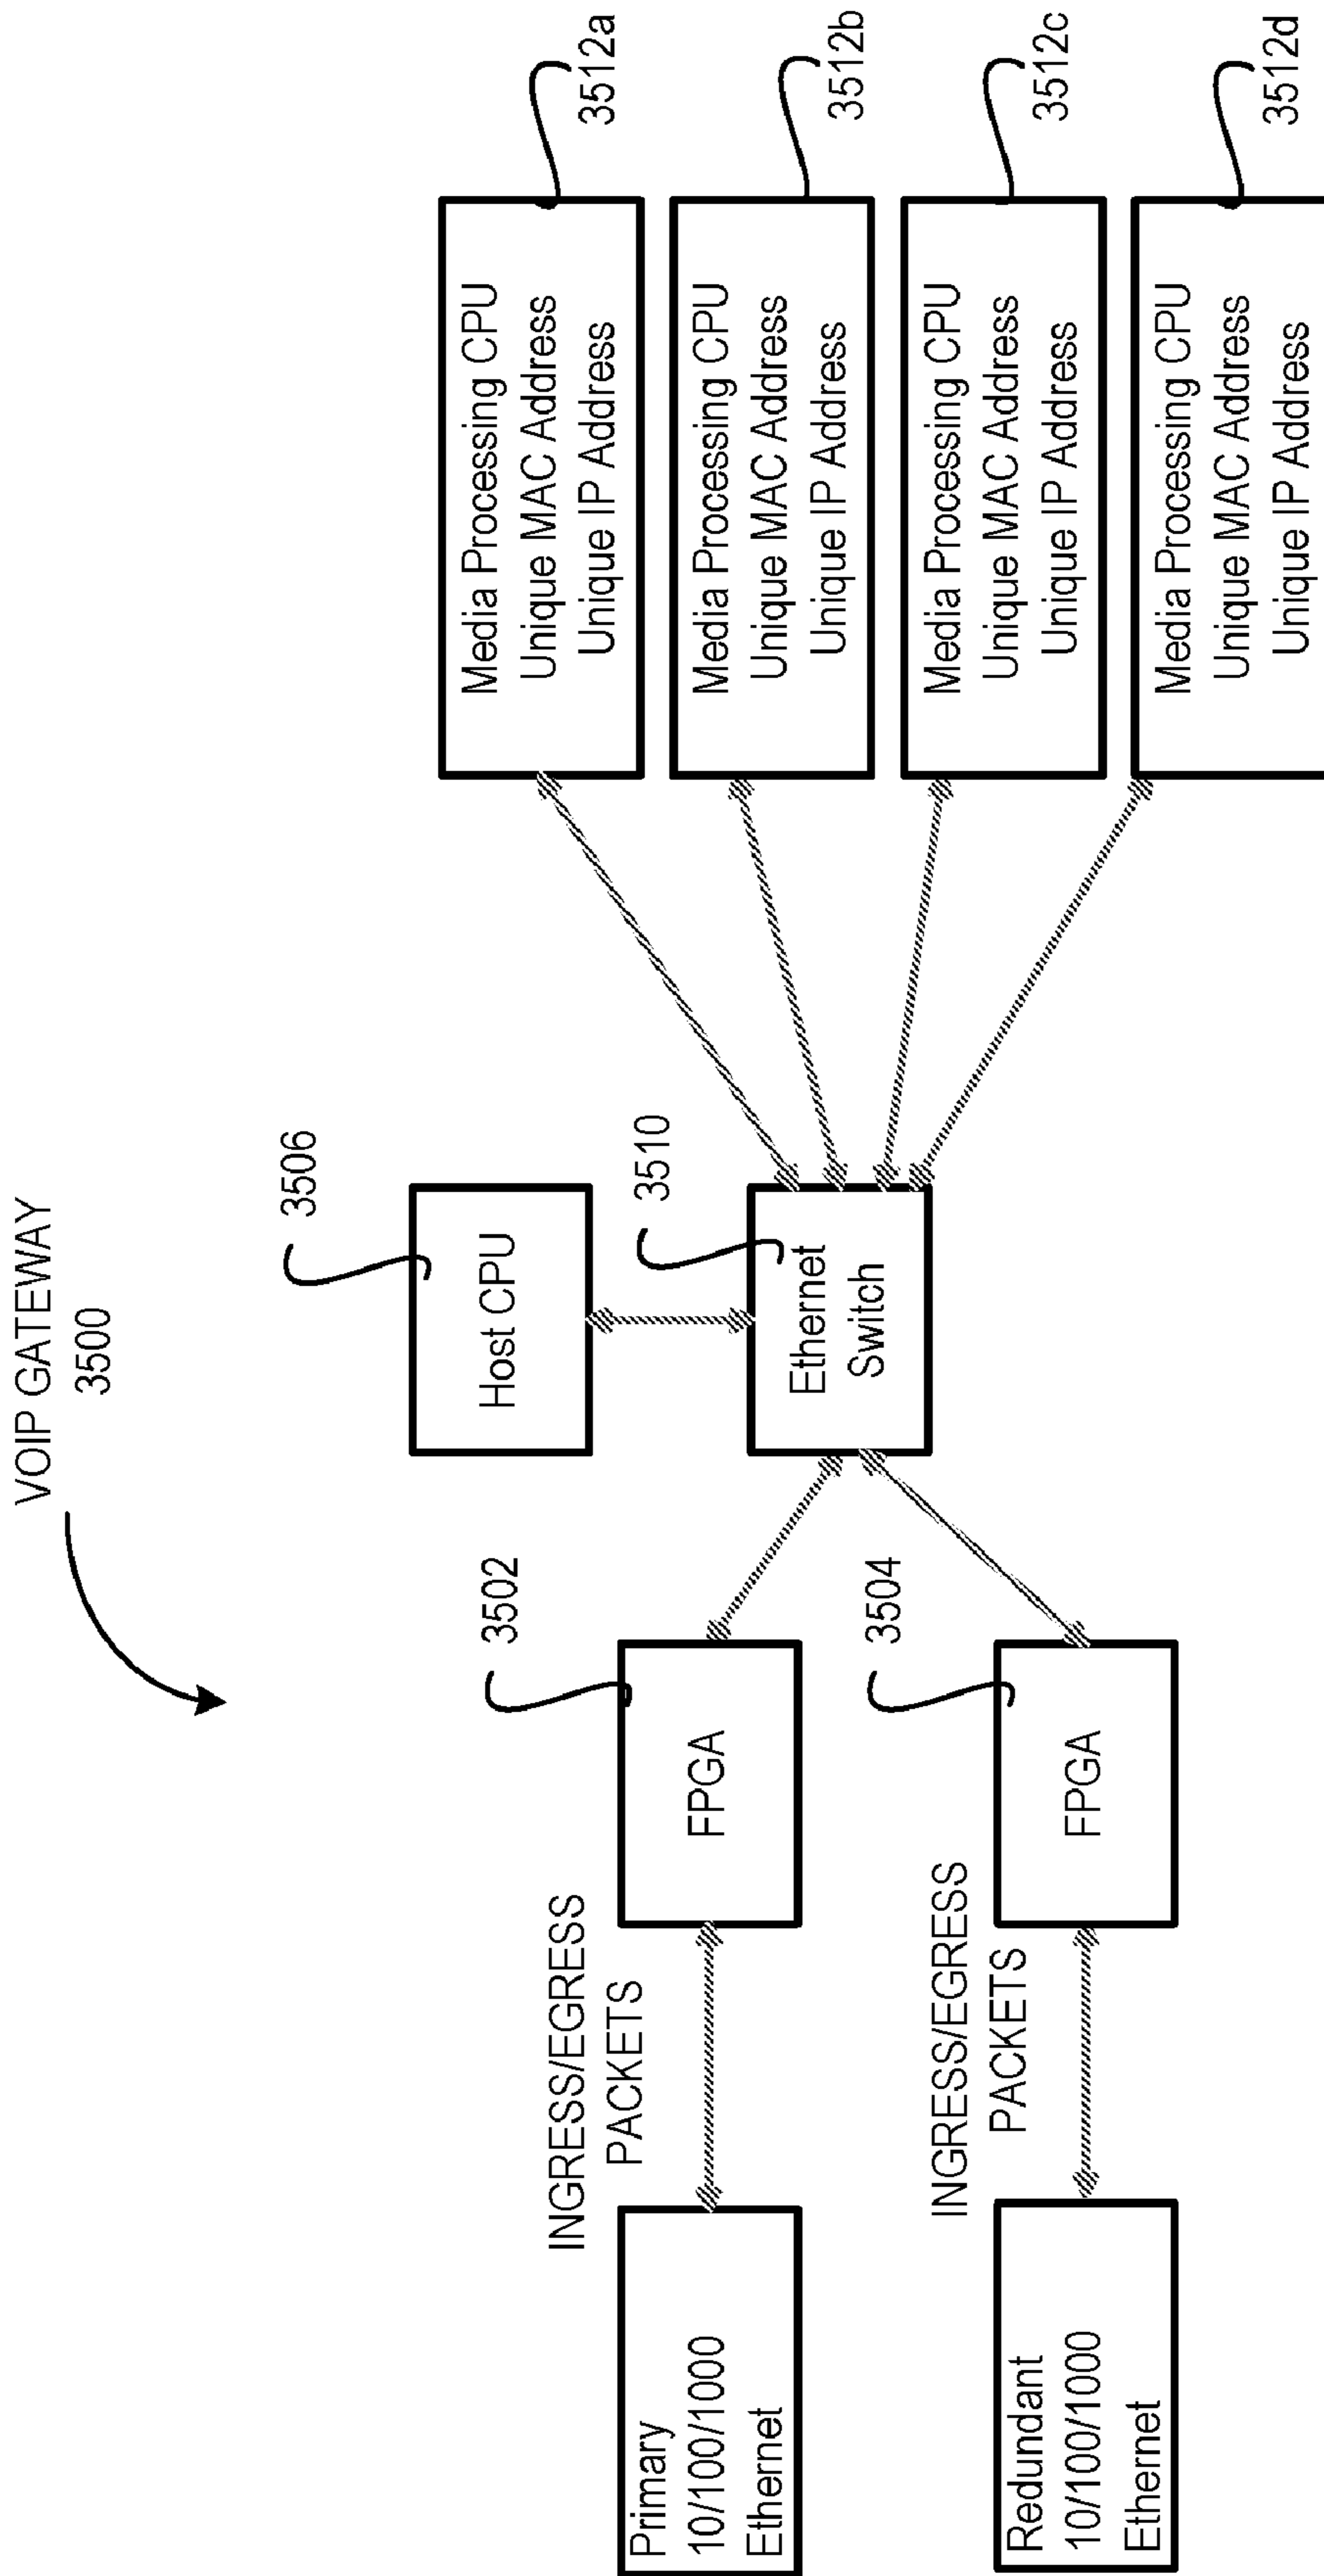 VOIP GATEWAY
3500
Primary
10/100/1000
Ethernet
INGRESS/EGRESS
PACKETS
FPGA
3502
Redundant
10/100/1000
Ethernet
INGRESS/EGRESS
PACKETS
FPGA
3504
Host CPU
3506
Ethernet
Switch
3510
Media Processing CPU
Unique MAC Address
Unique IP Address
3512a
Media Processing CPU
Unique MAC Address
Unique IP Address
3512b
Media Processing CPU
Unique MAC Address
Unique IP Address
3512c
Media Processing CPU
Unique MAC Address
Unique IP Address
3512d